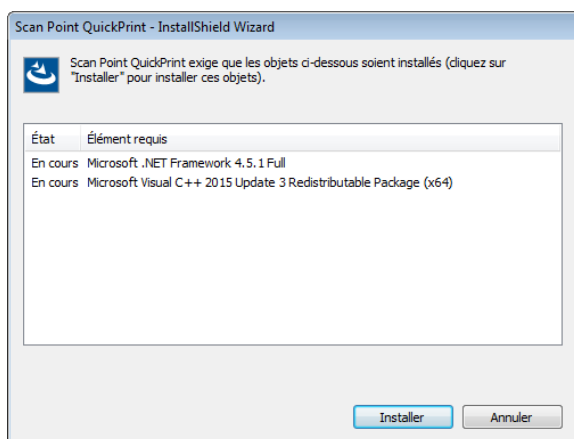 Scan Point QuickPrint - InstallShield Wizard
Scan Point QuickPrint exige que les objets ci-dessous soient installés (cliquez sur
"Installer" pour installer ces objets).
État Élément requis
En cours Microsoft .NET Framework 4.5.1 Full
En cours Microsoft Visual C++ 2015 Update 3 Redistributable Package (x64)
Installer Annuler